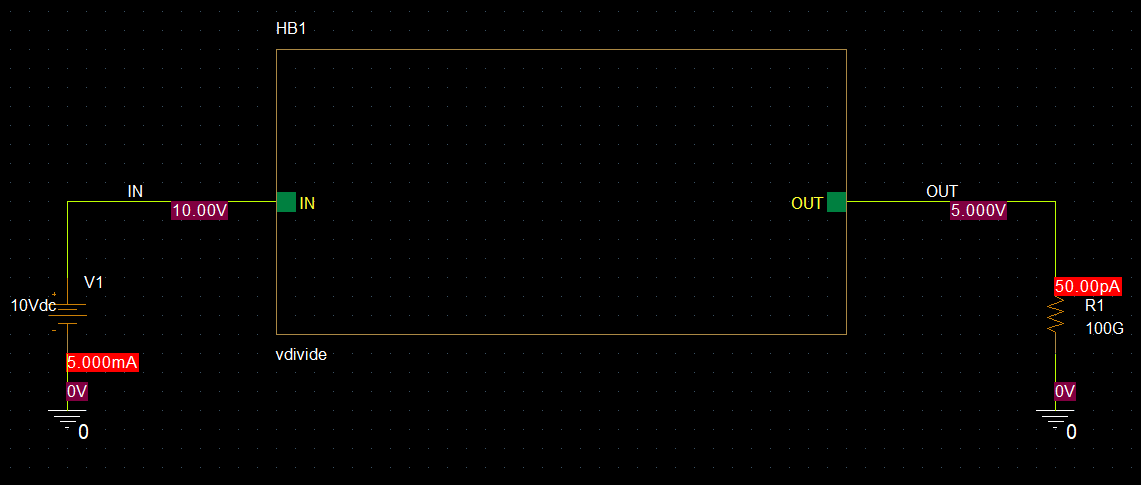 HB1
IN
10.00V
IN
OUT
OUT
5.000V
V1
10Vdc
+
-
5.000mA
0V
0
vdivide
50.00pA
R1
100G
0V
0